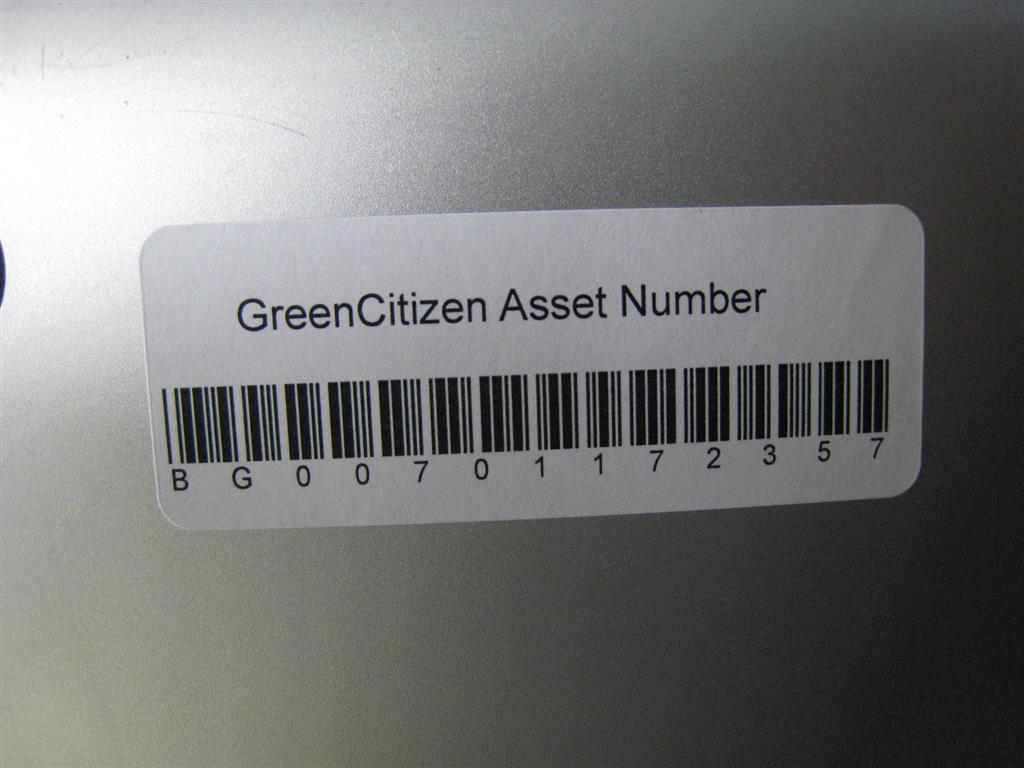 GreenCitizen Asset Number
B G 0 0 7 0 1 1 7 2 3 5 7